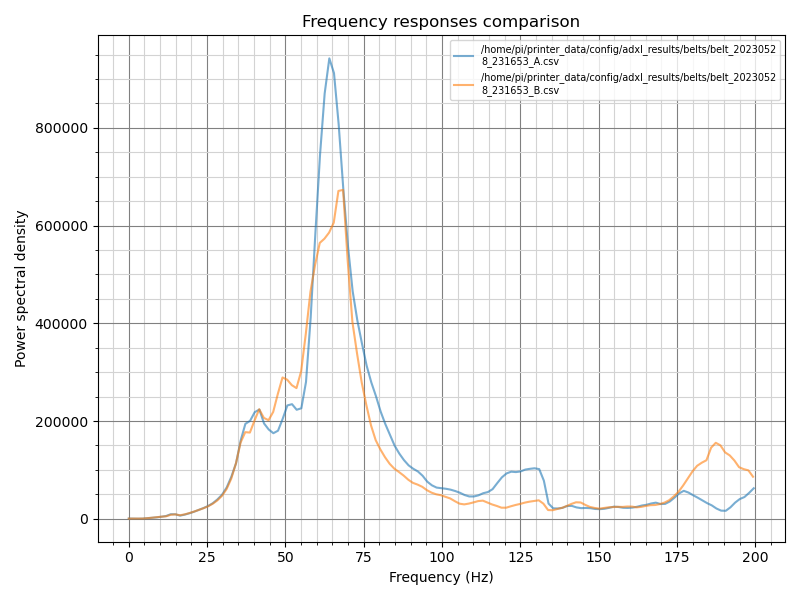 Frequency responses comparison
/home/pi/printer_data/config/adxl_results/belts/belt_2023052
8_231653_A.csv
/home/pi/printer_data/config/adxl_results/belts/belt_2023052
8_231653_B.csv
800000
600000
400000
200000
0
Power spectral density
0 25 50 75 100 125 150 175 200
Frequency (Hz)